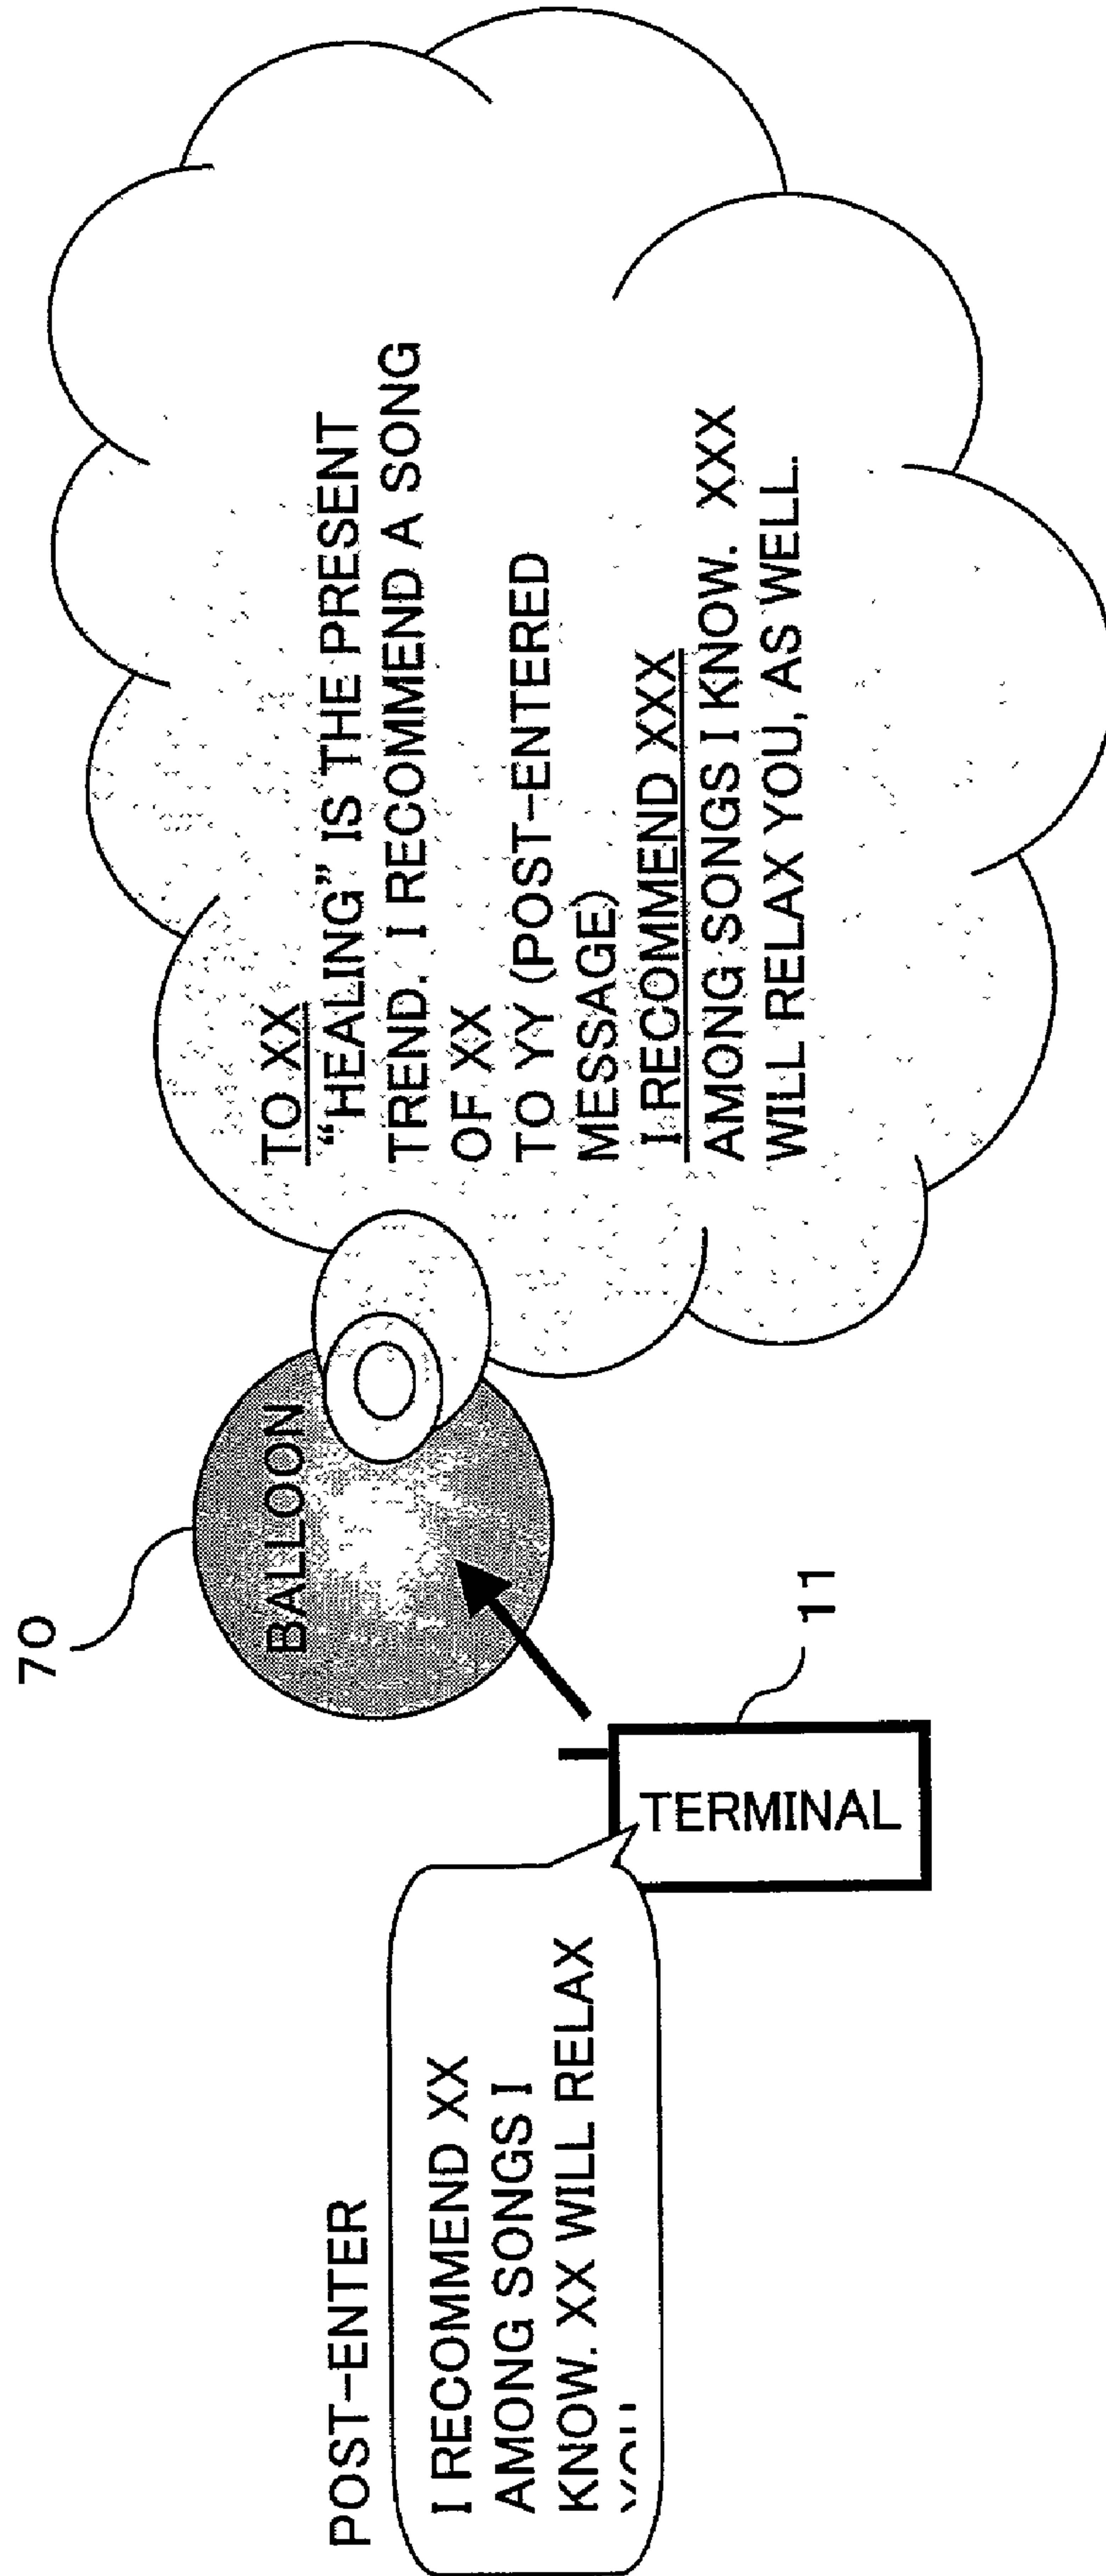 POST-ENTER
I RECOMMEND XX
AMONG SONGS I
KNOW. XX WILL RELAX
TERMINAL
11
70
BALLOON
TO XX
“HEALING” IS THE PRESENT
TREND. I RECOMMEND A SONG
OF XX
TO YY (POST-ENTERED
MESSAGE)
I RECOMMEND XXX
AMONG SONGS I KNOW. XXX
WILL RELAX YOU, AS WELL.